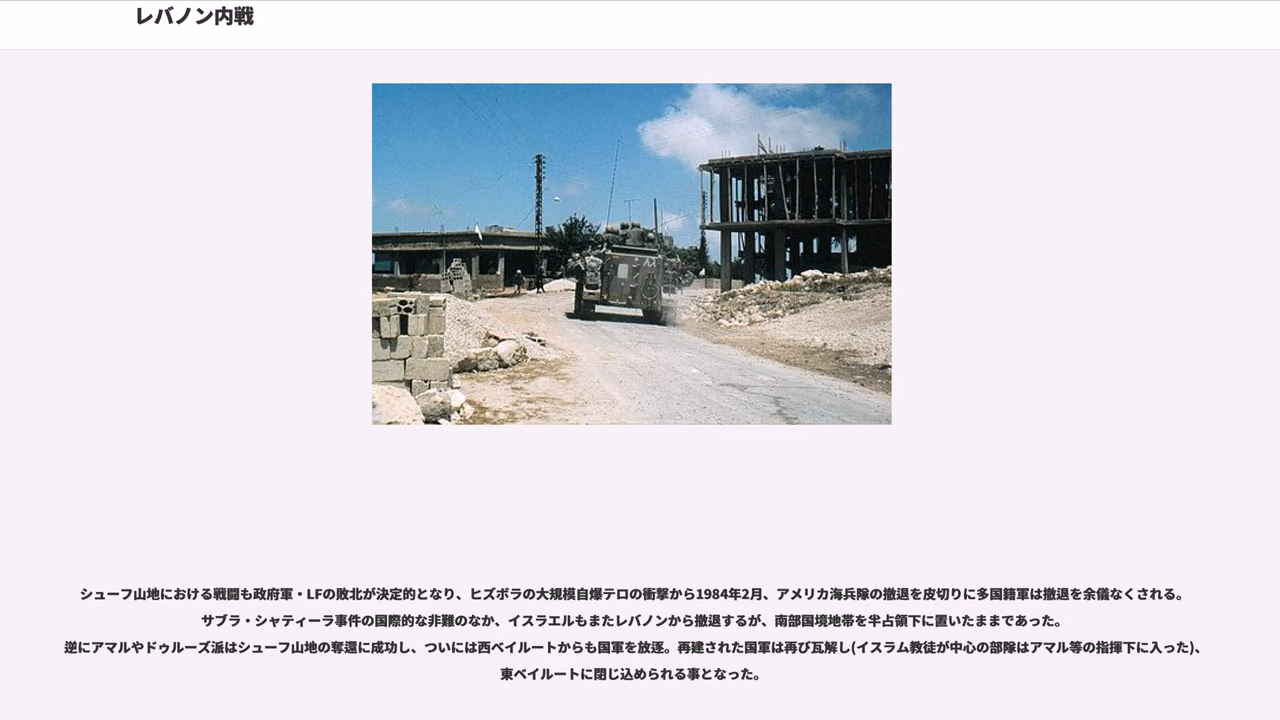 レバノン内戦
シューフ山地における戦闘も政府軍・LFの敗北が決定的となり、ヒズボラの大規模自爆テロの衝撃から1984年2月、アメリカ海兵隊の撤退を皮切りに多国籍軍は撤退を余儀なくされる。
サブラ・シャティーラ事件の国際的な非難のなか、イスラエルもまたレバノンから撤退するが、南部国境地帯を半占領下に置いたままであった。
逆にアマルやドゥルーズ派はシューフ山地の奪還に成功し、ついには西ベイルートからも国軍を放逐。再建された国軍は再び瓦解し(イスラム教徒が中心の部隊はアマル等の指揮下に入った)、
東ベイルートに閉じ込められる事となった。